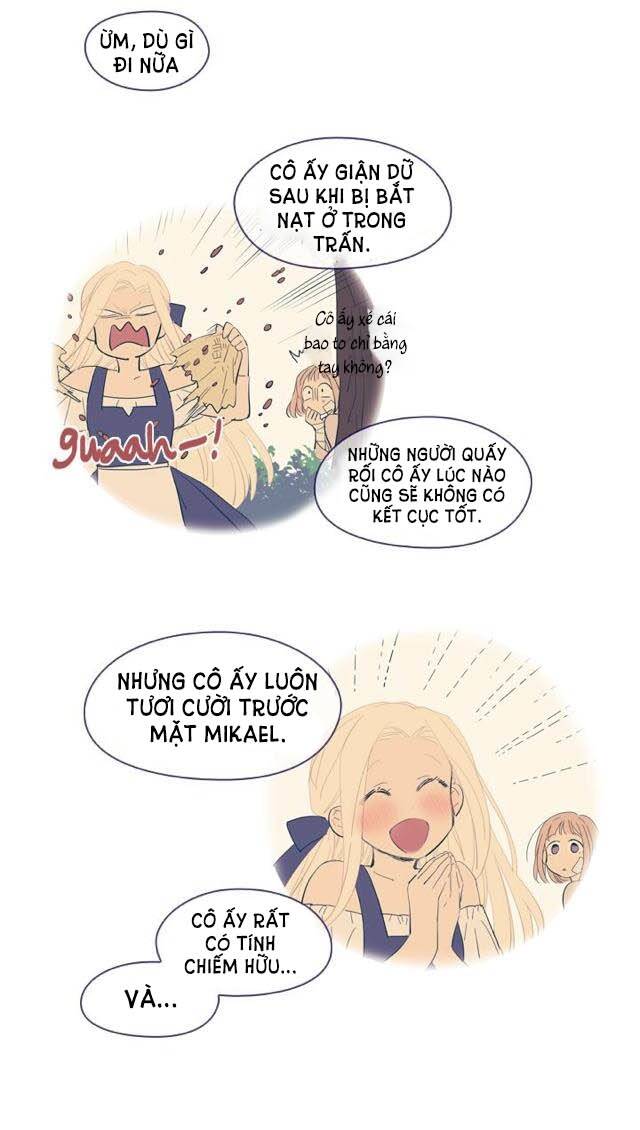 ỪM, DÙ GÌ
ĐI NỮA
CÔ ẤY GIẬN DỮ
SAU KHI BỊ BẮT
NẠT Ở TRONG
TRẤN.
Cô ấy xé cái
bao to chỉ bằng
tay không?
guaah~!
NHỮNG NGƯỜI QUẤY
RỐI CÔ ẤY LÚC NÀO
CŨNG SẼ KHÔNG CÓ
KẾT CỤC TỐT.
NHƯNG CÔ ẤY LUÔN
TƯƠI CƯỜI TRƯỚC
MẶT MIKAEL.
CÔ ẤY RẤT
CÓ TÍNH
CHIẾM HỮU...
VÀ...